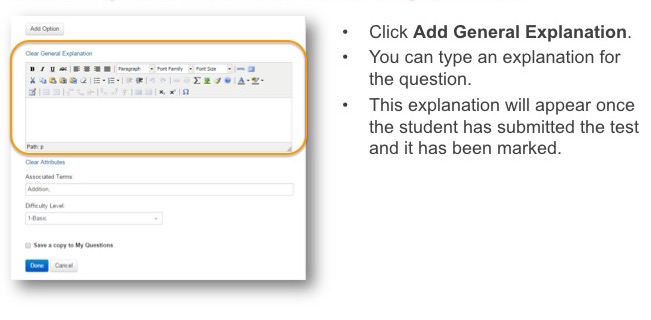 Add Option
Clear General Explanation
Paragraph Font Family Font Size
Path: p
Clear Attributes
Associated Terms:
Addition,
Difficulty Level:
1-Basic
Save a copy to My Questions
Done Cancel
• Click Add General Explanation.
• You can type an explanation for
the question.
• This explanation will appear once
the student has submitted the test
and it has been marked.